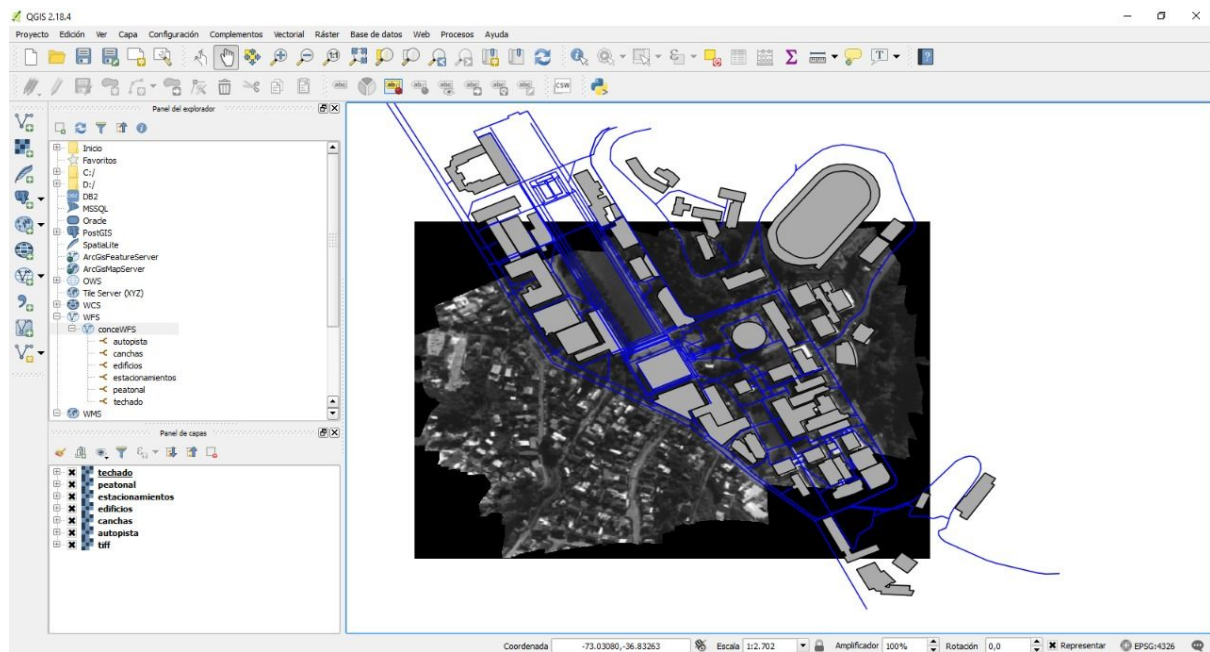 QGIS 2.18.4
Proyecto Edición Ver Capa Configuración Complementos Vectorial Ráster Base de datos Web Procesos Ayuda
CSW
Panel del explorador
Inicio
Favoritos
C:/
D:/
DB2
MSSQL
Oracle
PostGIS
SpatiaLite
ArcGisFeatureServer
ArcGisMapServer
OWS
Tile Server (XYZ)
WCS
WFS
conceWFS
autopista
canchas
edificios
estacionamientos
peatonal
techado
WMS
Panel de capas
techado
peatonal
estacionamientos
edificios
canchas
autopista
tiff
Coordenada -73.03080,-36.83263 Escala 1:2.702 Amplificador 100% Rotación 0,0 Representar EPSG:4326